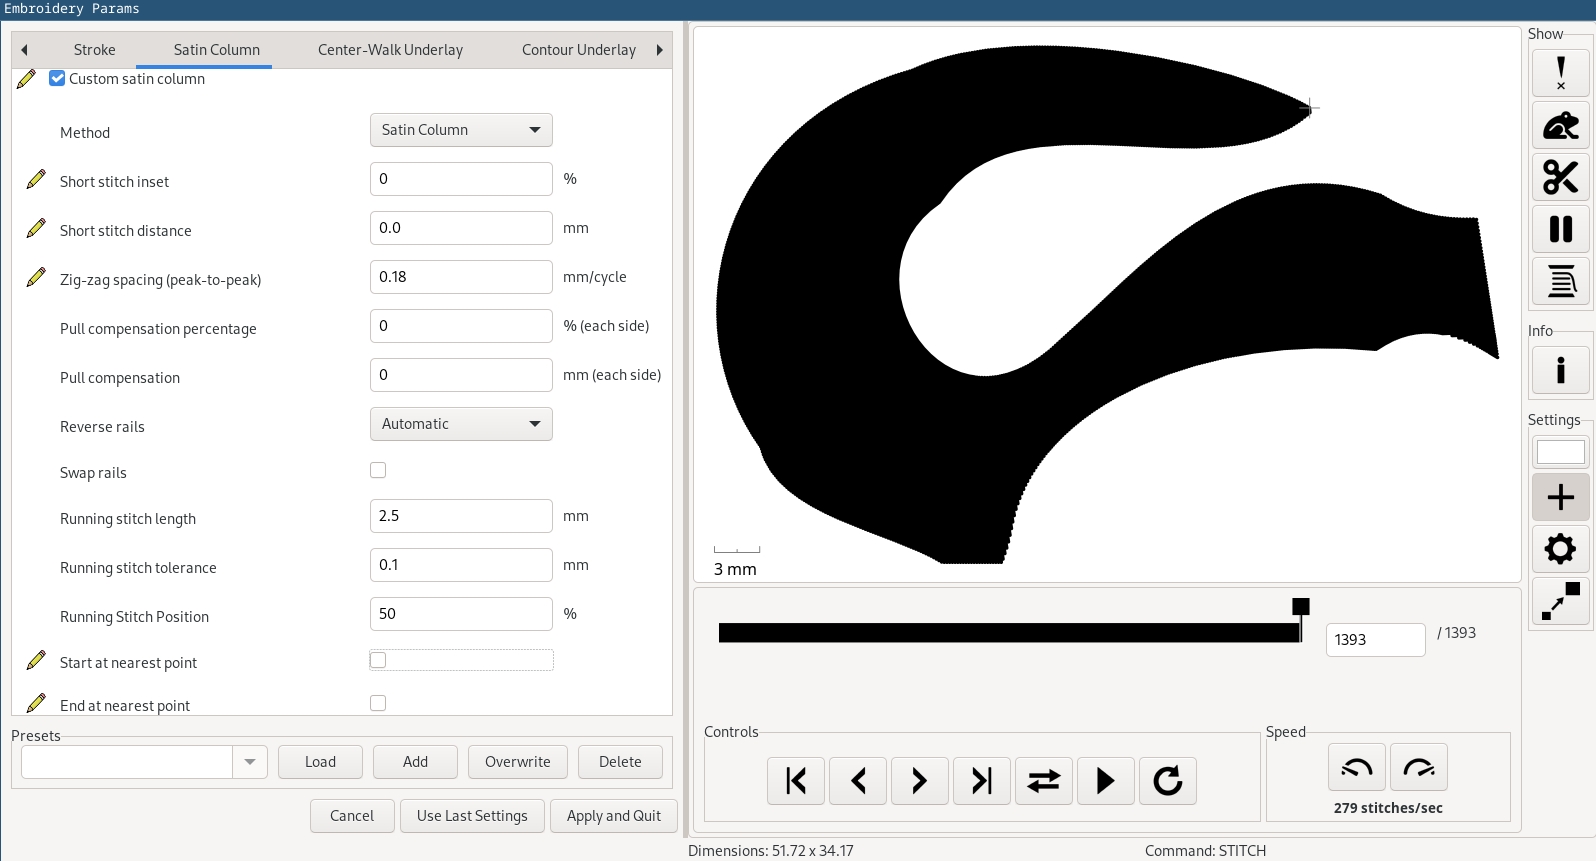 Embroidery Params
Stroke
Satin Column
Center-Walk Underlay
Contour Underlay
Custom satin column
Method
Satin Column
Short stitch inset
0
%
Short stitch distance
0.0
mm
Zig-zag spacing (peak-to-peak)
0.18
mm/cycle
Pull compensation percentage
0
% (each side)
Pull compensation
0
mm (each side)
Reverse rails
Automatic
Swap rails
Running stitch length
2.5
mm
Running stitch tolerance
0.1
mm
Running Stitch Position
50
%
Start at nearest point
End at nearest point
Presets
Load
Add
Overwrite
Delete
Cancel
Use Last Settings
Apply and Quit
3 mm
1393
/ 1393
Controls
Speed
279 stitches/sec
Dimensions: 51.72 x 34.17
Command: STITCH
Show
Info
Settings